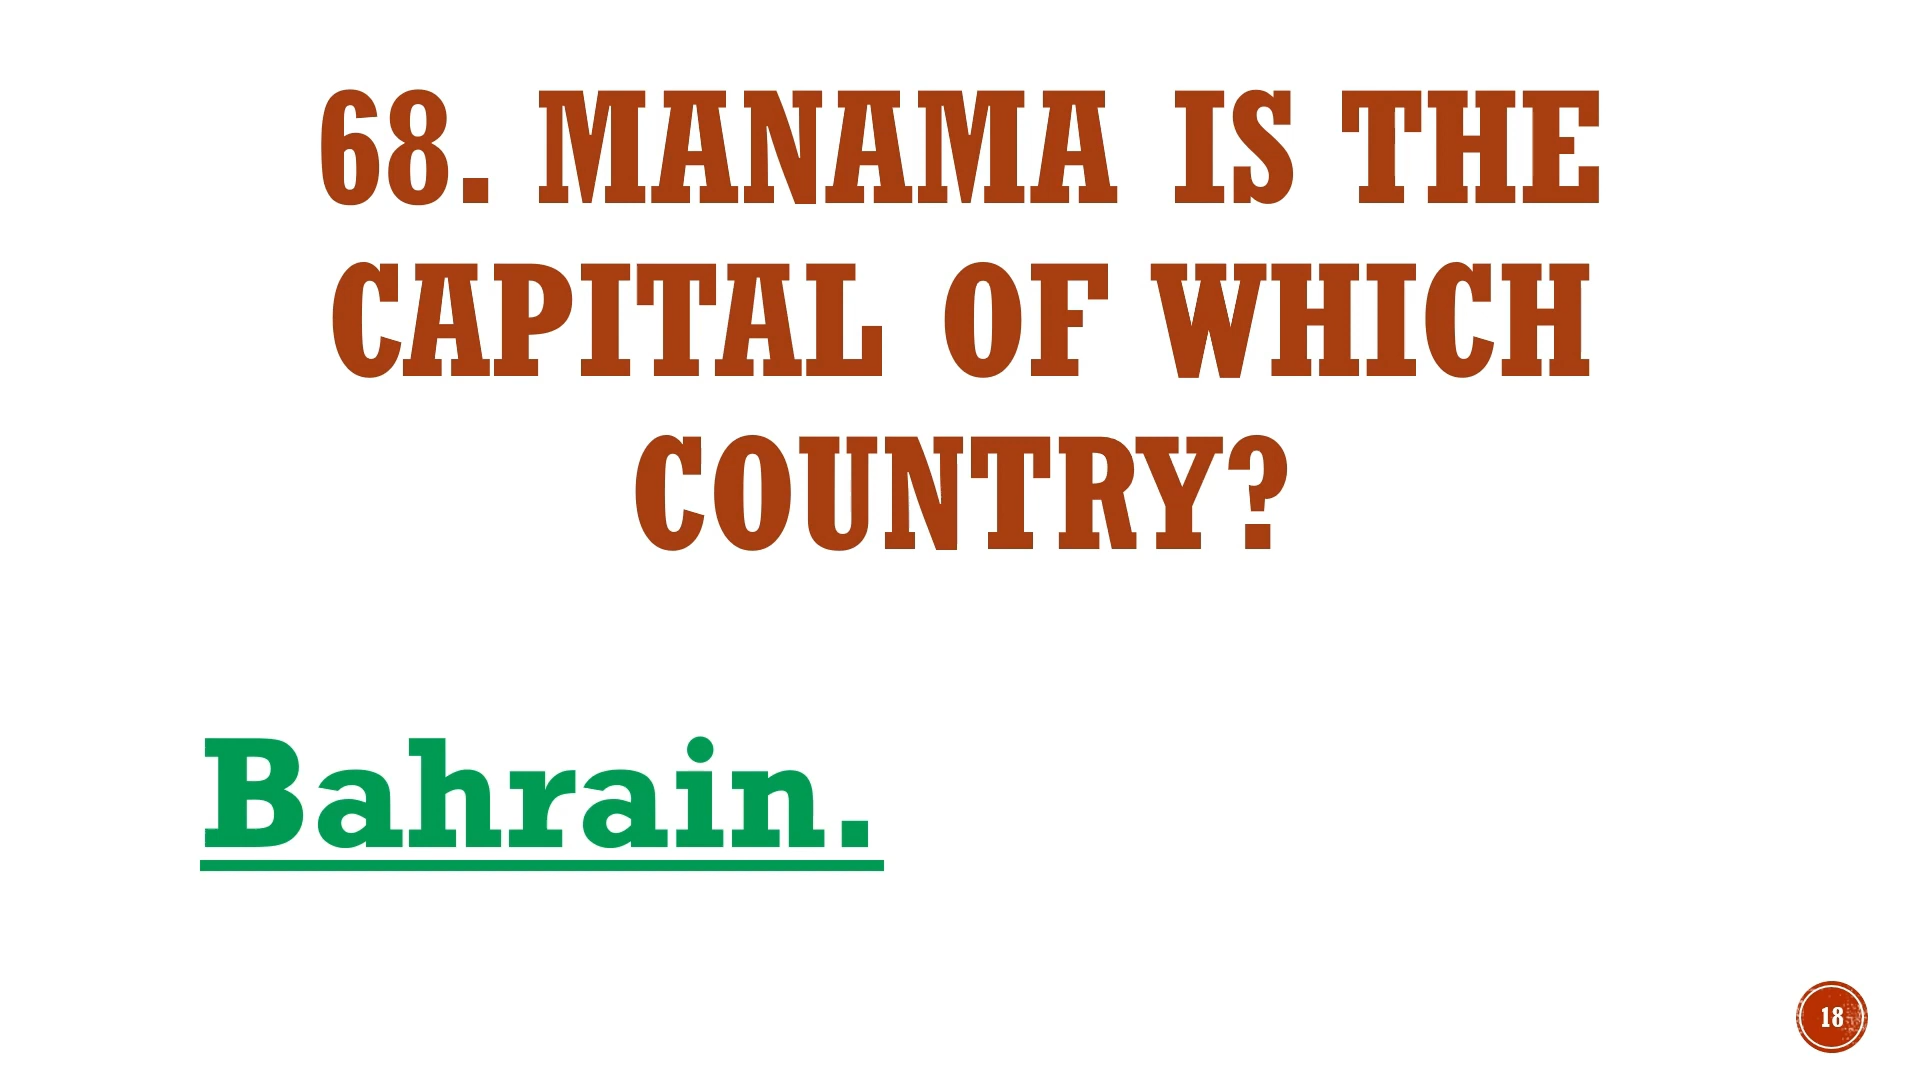 68. MANAMA IS THE
CAPITAL OF WHICH
COUNTRY?
Bahrain.
18